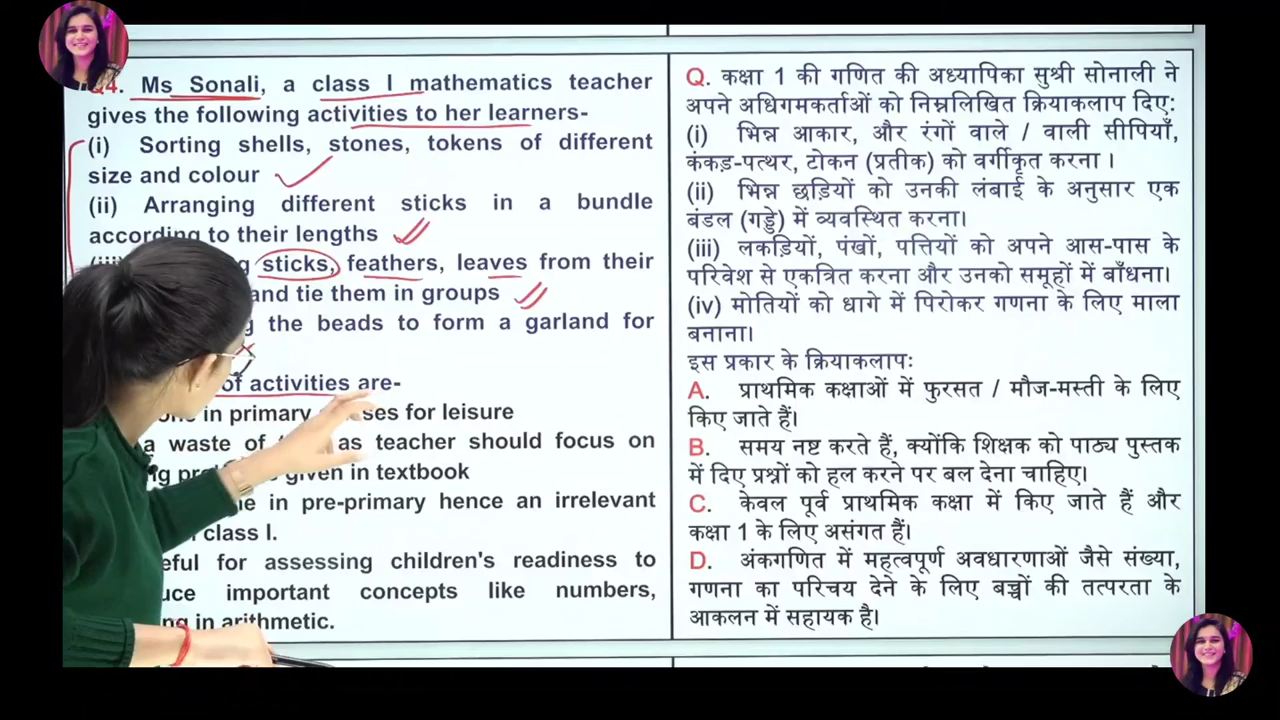 Q4. Ms Sonali, a class I mathematics teacher
gives the following activities to her learners-
(i) Sorting shells, stones, tokens of different
size and colour
(ii) Arranging different sticks in a bundle
according to their lengths
sticks, feathers, leaves from their
and tie them in groups
the beads to form a garland for
of activities are-
in primary for leisure
a waste of as teacher should focus on
given in textbook
in pre-primary hence an irrelevant
class I.
for assessing children's readiness to
important concepts like numbers,
in arithmetic.
Q. कक्षा 1 की गणित की अध्यापिका सुश्री सोनाली ने
अपने अधिगमकर्ताओं को निम्नलिखित क्रियाकलाप दिए:
(i) भिन्न आकार, और रंगों वाले / वाली सीपियाँ,
कंकड़-पत्थर, टोकन (प्रतीक) को वर्गीकृत करना ।
(ii) भिन्न छड़ियों को उनकी लंबाई के अनुसार एक
बंडल (गड्डे) में व्यवस्थित करना।
(iii) लकड़ियों, पंखों, पत्तियों को अपने आस-पास के
परिवेश से एकत्रित करना और उनको समूहों में बाँधना।
(iv) मोतियों को धागे में पिरोकर गणना के लिए माला
बनाना।
इस प्रकार के क्रियाकलाप:
A. प्राथमिक कक्षाओं में फुरसत / मौज-मस्ती के लिए
किए जाते हैं।
B. समय नष्ट करते हैं, क्योंकि शिक्षक को पाठ्य पुस्तक
में दिए प्रश्नों को हल करने पर बल देना चाहिए।
C. केवल पूर्व प्राथमिक कक्षा में किए जाते हैं और
कक्षा 1 के लिए असंगत हैं।
D. अंकगणित में महत्वपूर्ण अवधारणाओं जैसे संख्या,
गणना का परिचय देने के लिए बच्चों की तत्परता के
आकलन में सहायक है।